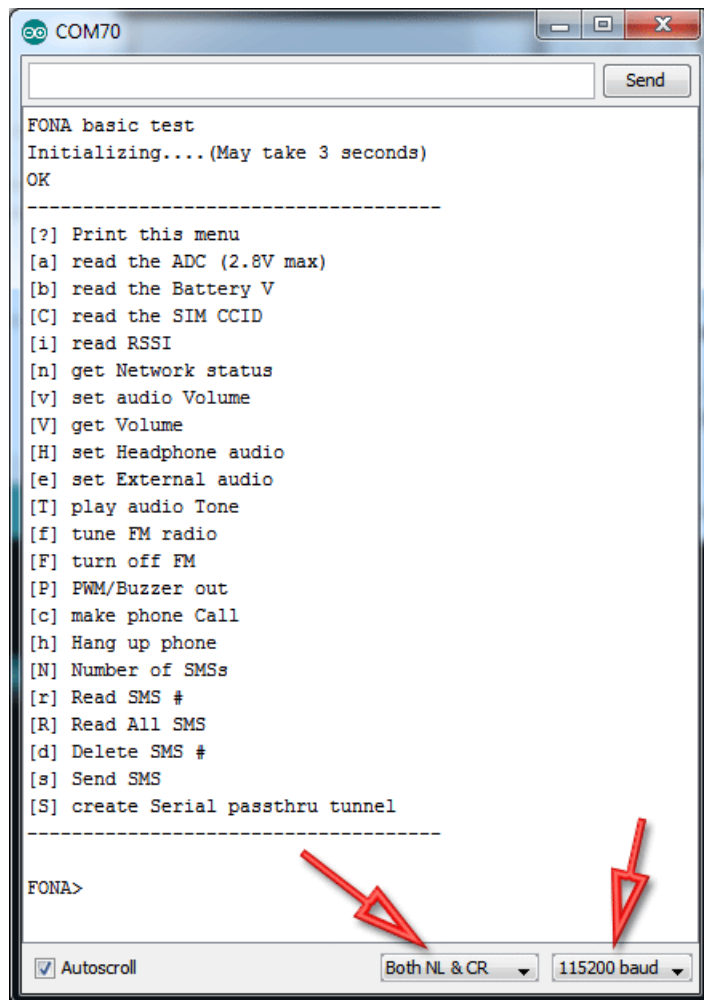 COM70
Send
FONA basic test
Initializing....(May take 3 seconds)
OK
-------------------------------------
[?] Print this menu
[a] read the ADC (2.8V max)
[b] read the Battery V
[C] read the SIM CCID
[i] read RSSI
[n] get Network status
[v] set audio Volume
[V] get Volume
[H] set Headphone audio
[e] set External audio
[T] play audio Tone
[f] tune FM radio
[F] turn off FM
[P] PWM/Buzzer out
[c] make phone Call
[h] Hang up phone
[N] Number of SMSs
[r] Read SMS #
[R] Read All SMS
[d] Delete SMS #
[s] Send SMS
[S] create Serial passthru tunnel
-------------------------------------
FONA>
Autoscroll Both NL & CR 115200 baud